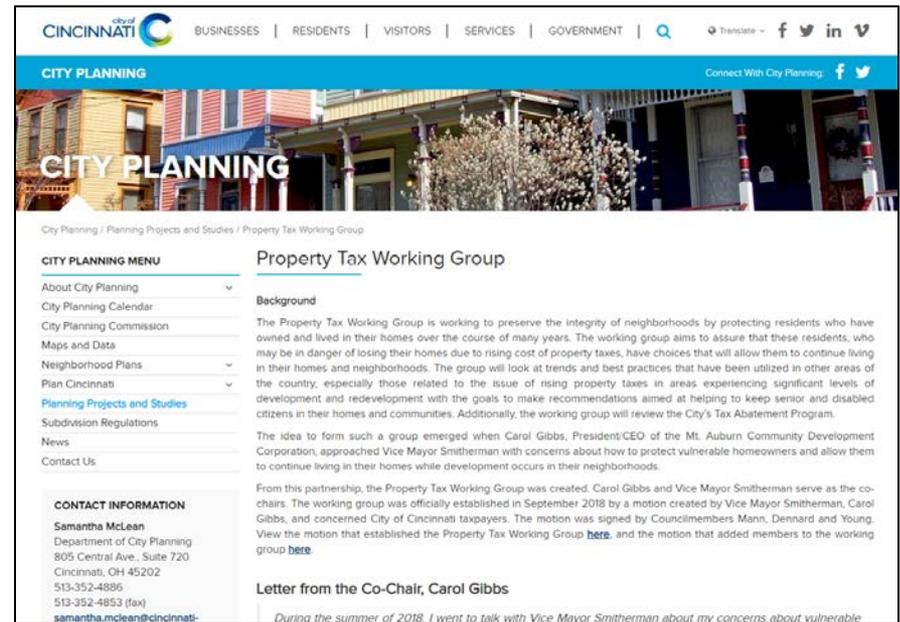 city of
CINCINNATI
BUSINESSES | RESIDENTS | VISITORS | SERVICES | GOVERNMENT |
Translate
CITY PLANNING
Connect With City Planning:
CITY PLANNING
City Planning / Planning Projects and Studies / Property Tax Working Group
CITY PLANNING MENU
About City Planning
City Planning Calendar
City Planning Commission
Maps and Data
Neighborhood Plans
Plan Cincinnati
Planning Projects and Studies
Subdivision Regulations
News
Contact Us
CONTACT INFORMATION
Samantha McLean
Department of City Planning
805 Central Ave., Suite 720
Cincinnati, OH 45202
513-352-4886
513-352-4853 (fax)
samantha.mclean@cincinnati-
Property Tax Working Group
Background
The Property Tax Working Group is working to preserve the integrity of neighborhoods by protecting residents who have
owned and lived in their homes over the course of many years. The working group aims to assure that these residents, who
may be in danger of losing their homes due to rising cost of property taxes, have choices that will allow them to continue living
in their homes and neighborhoods. The group will look at trends and best practices that have been utilized in other areas of
the country, especially those related to the issue of rising property taxes in areas experiencing significant levels of
development and redevelopment with the goals to make recommendations aimed at helping to keep senior and disabled
citizens in their homes and communities. Additionally, the working group will review the City's Tax Abatement Program.
The idea to form such a group emerged when Carol Gibbs, President/CEO of the Mt. Auburn Community Development
Corporation, approached Vice Mayor Smitherman with concerns about how to protect vulnerable homeowners and allow them
to continue living in their homes while development occurs in their neighborhoods.
From this partnership, the Property Tax Working Group was created. Carol Gibbs and Vice Mayor Smitherman serve as the co-
chairs. The working group was officially established in September 2018 by a motion created by Vice Mayor Smitherman, Carol
Gibbs, and concerned City of Cincinnati taxpayers. The motion was signed by Councilmembers Mann, Dennard and Young.
View the motion that established the Property Tax Working Group here, and the motion that added members to the working
group here.
Letter from the Co-Chair, Carol Gibbs
During the summer of 2018, I went to talk with Vice Mayor Smitherman about my concerns about vulnerable